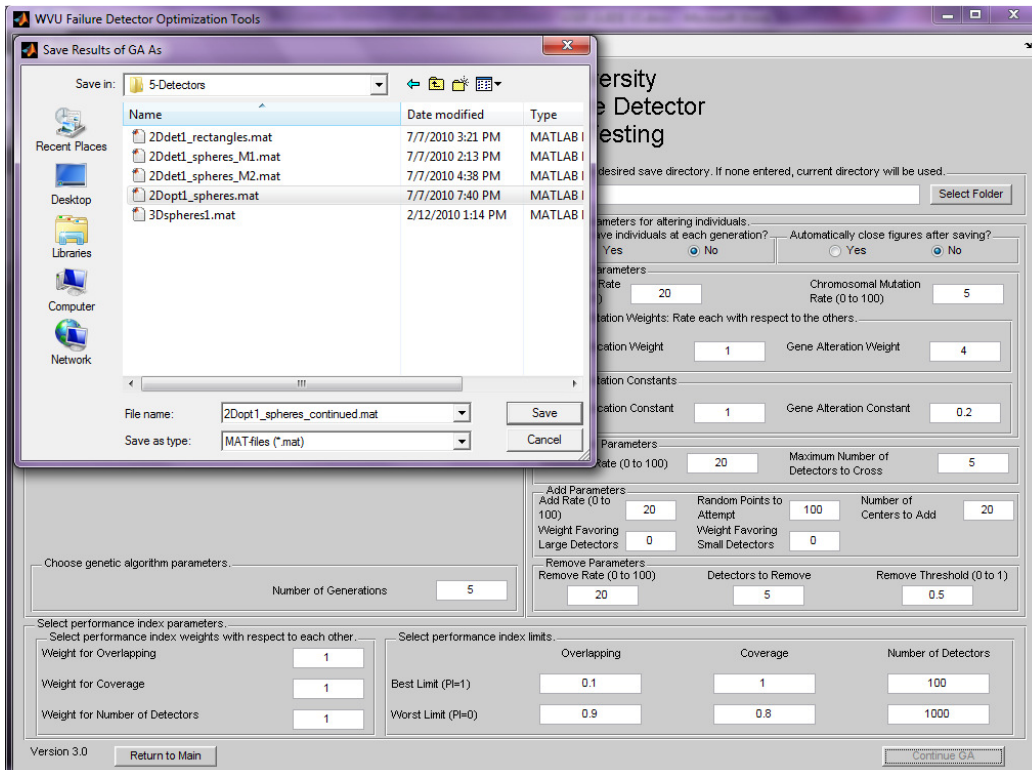 WVU Failure Detector Optimization Tools
Save Results of GA As
Save in: 5-Detectors
Name Date modified Type
2Ddet1_rectangles.mat 7/7/2010 3:21 PM MATLAB
2Ddet1_spheres_M1.mat 7/7/2010 2:13 PM MATLAB
2Ddet1_spheres_M2.mat 7/7/2010 4:38 PM MATLAB
2Dopt1_spheres.mat 7/7/2010 7:40 PM MATLAB
3Dspheres1.mat 2/12/2010 1:14 PM MATLAB
Recent Places
Desktop
Libraries
Computer
Network
File name: 2Dopt1_spheres_continued.mat Save
Save as type: MAT-files (*.mat) Cancel
ersity
e Detector
Testing
desired save directory. If none entered, current directory will be used.
Select Folder
ameters for altering individuals.
ave individuals at each generation? Automatically close figures after saving?
Yes No Yes No
arameters
Rate 20 Chromosomal Mutation
Rate (0 to 100) 5
tation Weights: Rate each with respect to the others.
cation Weight 1 Gene Alteration Weight 4
tation Constants
cation Constant 1 Gene Alteration Constant 0.2
Parameters
Rate (0 to 100) 20 Maximum Number of
Detectors to Cross 5
Add Parameters
Add Rate (0 to
100) 20 Random Points to
Attempt 100 Number of
Centers to Add 20
Weight Favoring
Large Detectors 0 Weight Favoring
Small Detectors 0
Remove Parameters
Remove Rate (0 to 100) Detectors to Remove Remove Threshold (0 to 1)
20 5 0.5
Choose genetic algorithm parameters.
Number of Generations 5
Select performance index parameters.
Select performance index weights with respect to each other.
Weight for Overlapping 1
Weight for Coverage 1
Weight for Number of Detectors 1
Select performance index limits.
Overlapping Coverage Number of Detectors
Best Limit (PI=1) 0.1 1 100
Worst Limit (PI=0) 0.9 0.8 1000
Version 3.0 Return to Main Continue GA